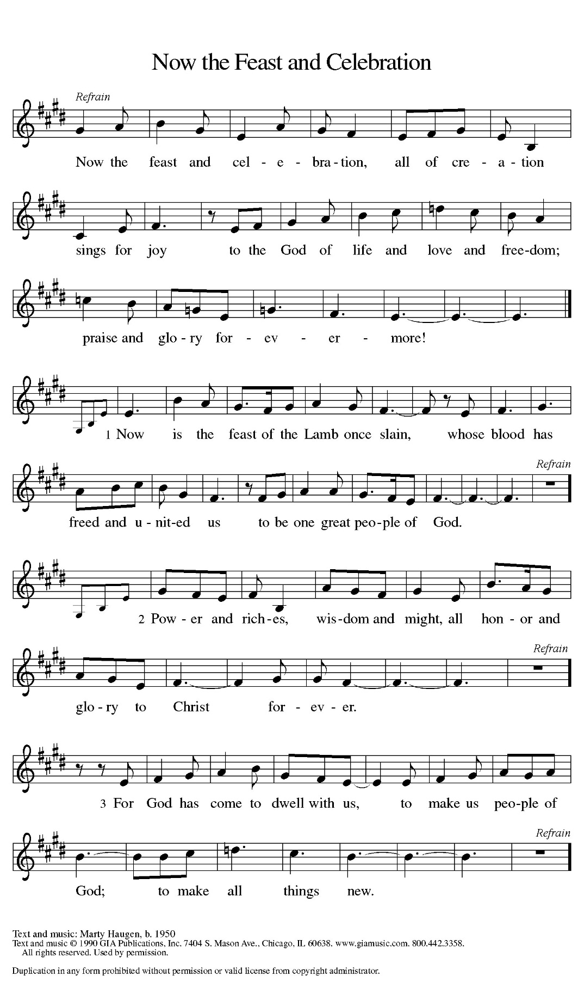 Now the Feast and Celebration
Refrain
Now the feast and cel - e - bra - tion, all of cre - a - tion
sings for joy to the God of life and love and free - dom;
praise and glo - ry for - ev - er - more!
1 Now is the feast of the Lamb once slain, whose blood has
Refrain
freed and u - nit - ed us to be one great peo - ple of God.
2 Pow - er and rich - es, wis - dom and might, all hon - or and
Refrain
glo - ry to Christ for - ev - er.
3 For God has come to dwell with us, to make us peo - ple of
Refrain
God; to make all things new.
Text and music: Marty Haugen, b. 1950
Text and music © 1990 GIA Publications, Inc. 7404 S. Mason Ave., Chicago, IL 60638. www.giamusic.com. 800.442.3358.
All rights reserved. Used by permission.
Duplication in any form prohibited without permission or valid license from copyright administrator.